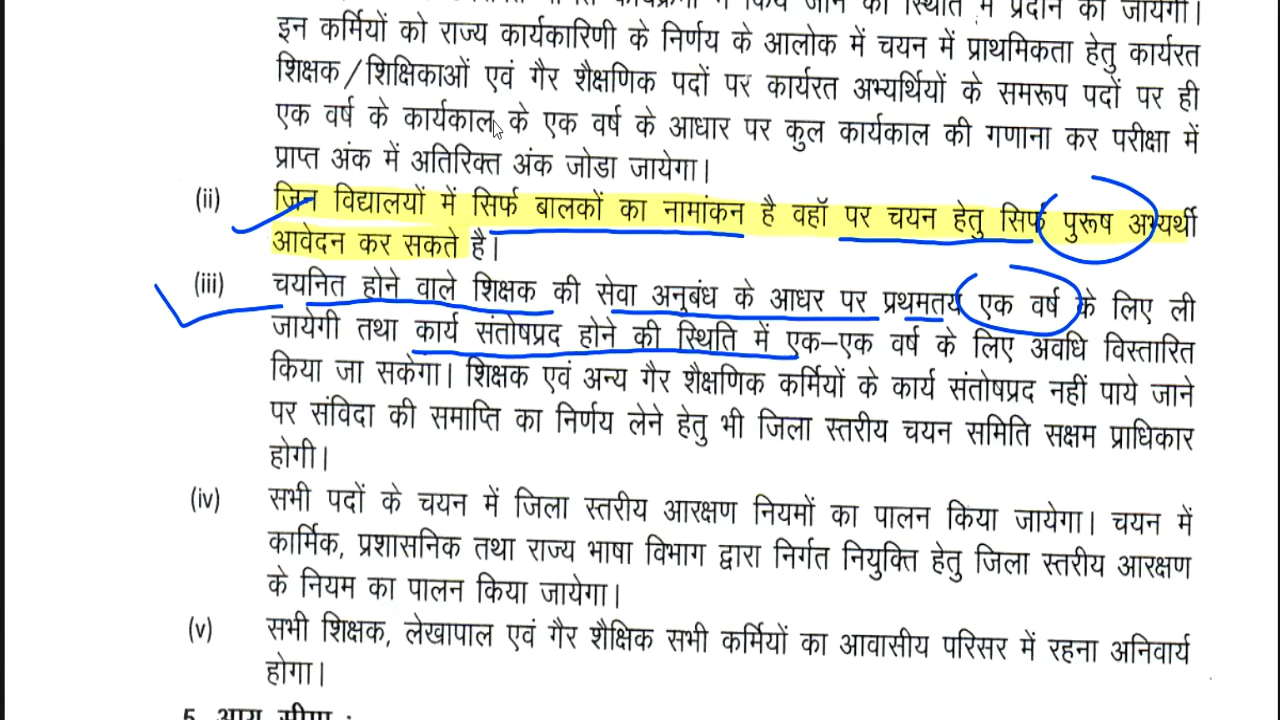 किये जाने की स्थिति में प्रदान की जायेगी।
इन कर्मियों को राज्य कार्यकारिणी के निर्णय के आलोक में चयन में प्राथमिकता हेतु कार्यरत
शिक्षक/शिक्षिकाओं एवं गैर शैक्षणिक पदों पर कार्यरत अभ्यर्थियों के समरूप पदों पर ही
एक वर्ष के कार्यकाल के एक वर्ष के आधार पर कुल कार्यकाल की गणाना कर परीक्षा में
प्राप्त अंक में अतिरिक्त अंक जोडा जायेगा।
(ii) जिन विद्यालयों में सिर्फ बालकों का नामांकन है वहॉ पर चयन हेतु सिर्फ पुरूष अभ्यर्थी
आवेदन कर सकते है।
(iii) चयनित होने वाले शिक्षक की सेवा अनुबंध के आधर पर प्रथमतय एक वर्ष के लिए ली
जायेगी तथा कार्य संतोषप्रद होने की स्थिति में एक–एक वर्ष के लिए अवधि विस्तारित
किया जा सकेगा। शिक्षक एवं अन्य गैर शैक्षणिक कर्मियों के कार्य संतोषप्रद नहीं पाये जाने
पर संविदा की समाप्ति का निर्णय लेने हेतु भी जिला स्तरीय चयन समिति सक्षम प्राधिकार
होगी।
(iv) सभी पदों के चयन में जिला स्तरीय आरक्षण नियमों का पालन किया जायेगा। चयन में
कार्मिक, प्रशासनिक तथा राज्य भाषा विभाग द्वारा निर्गत नियुक्ति हेतु जिला स्तरीय आरक्षण
के नियम का पालन किया जायेगा।
(v) सभी शिक्षक, लेखापाल एवं गैर शैक्षिक सभी कर्मियों का आवासीय परिसर में रहना अनिवार्य
होगा।
5. आयु सीमा :